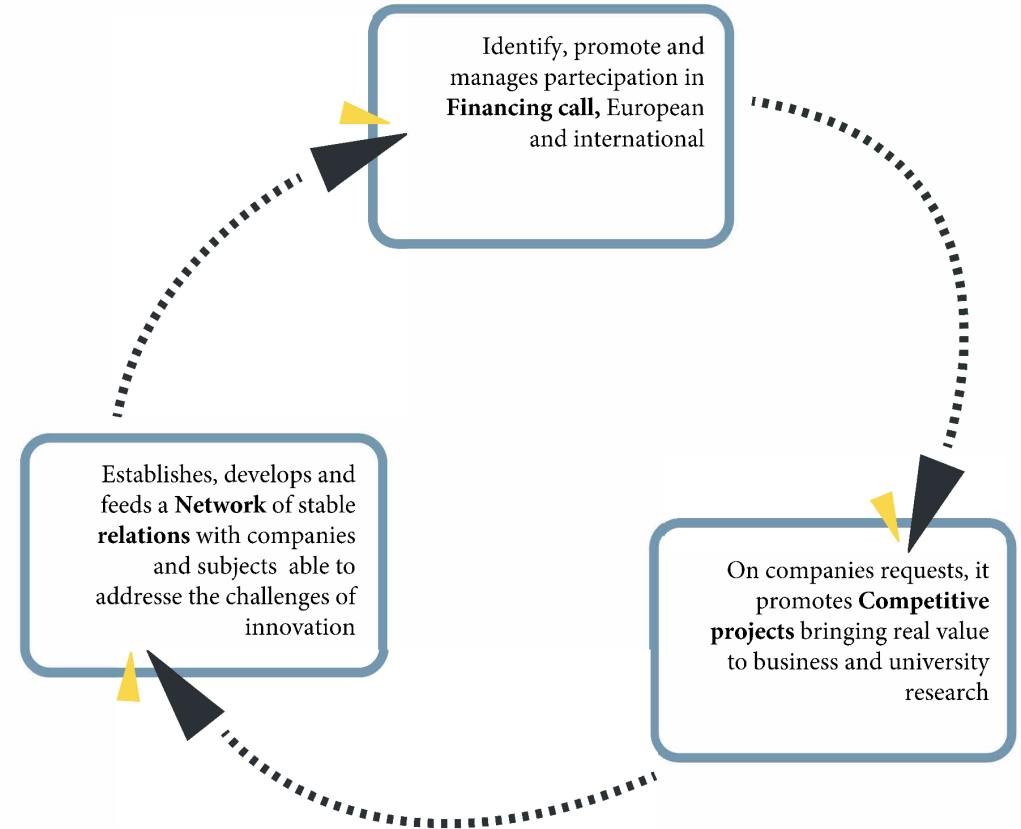 Identify, promote and
manages partecipation in
Financing call, European
and international
Establishes, develops and
feeds a Network of stable
relations with companies
and subjects able to
addresse the challenges of
innovation
On companies requests, it
promotes Competitive
projects bringing real value
to business and university
research